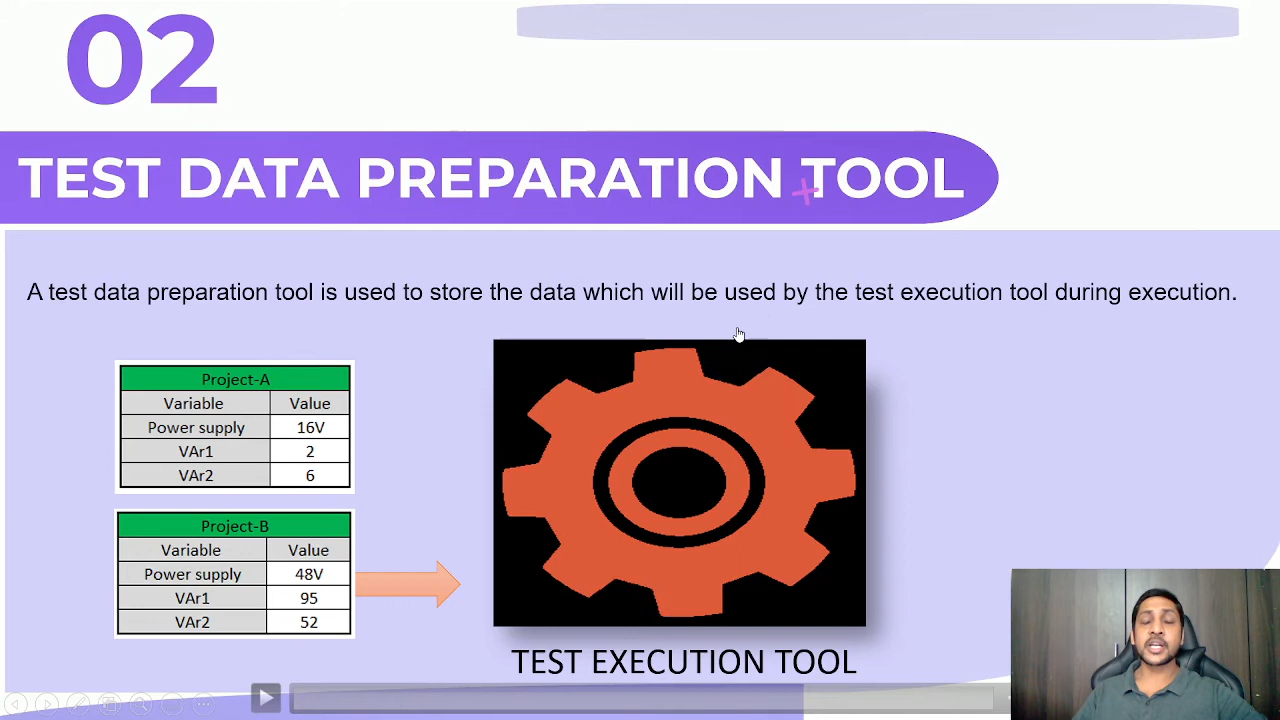 02
TEST DATA PREPARATION TOOL
A test data preparation tool is used to store the data which will be used by the test execution tool during execution.
Project-A
Variable Value
Power supply 16V
VAr1 2
VAr2 6
Project-B
Variable Value
Power supply 48V
VAr1 95
VAr2 52
TEST EXECUTION TOOL